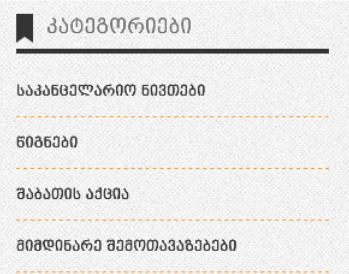 კატეგორიები
საკანცელარიო ნივთები
წიგნები
შაბათის აქცია
მიმდინარე შემოთავაზებები